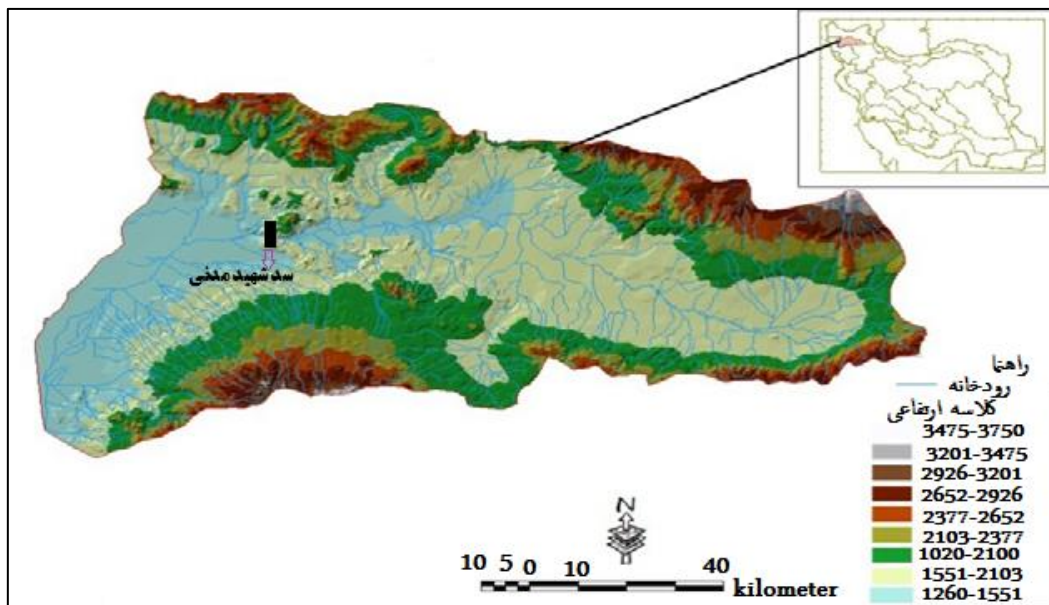 سد شهید مدنی
راهنما
رودخانه
کلاسه ارتفاعی
3475-3750
3201-3475
2926-3201
2652-2926
2377-2652
2103-2377
1020-2100
1551-2103
1260-1551
N
10 5 0 10 40
kilometer